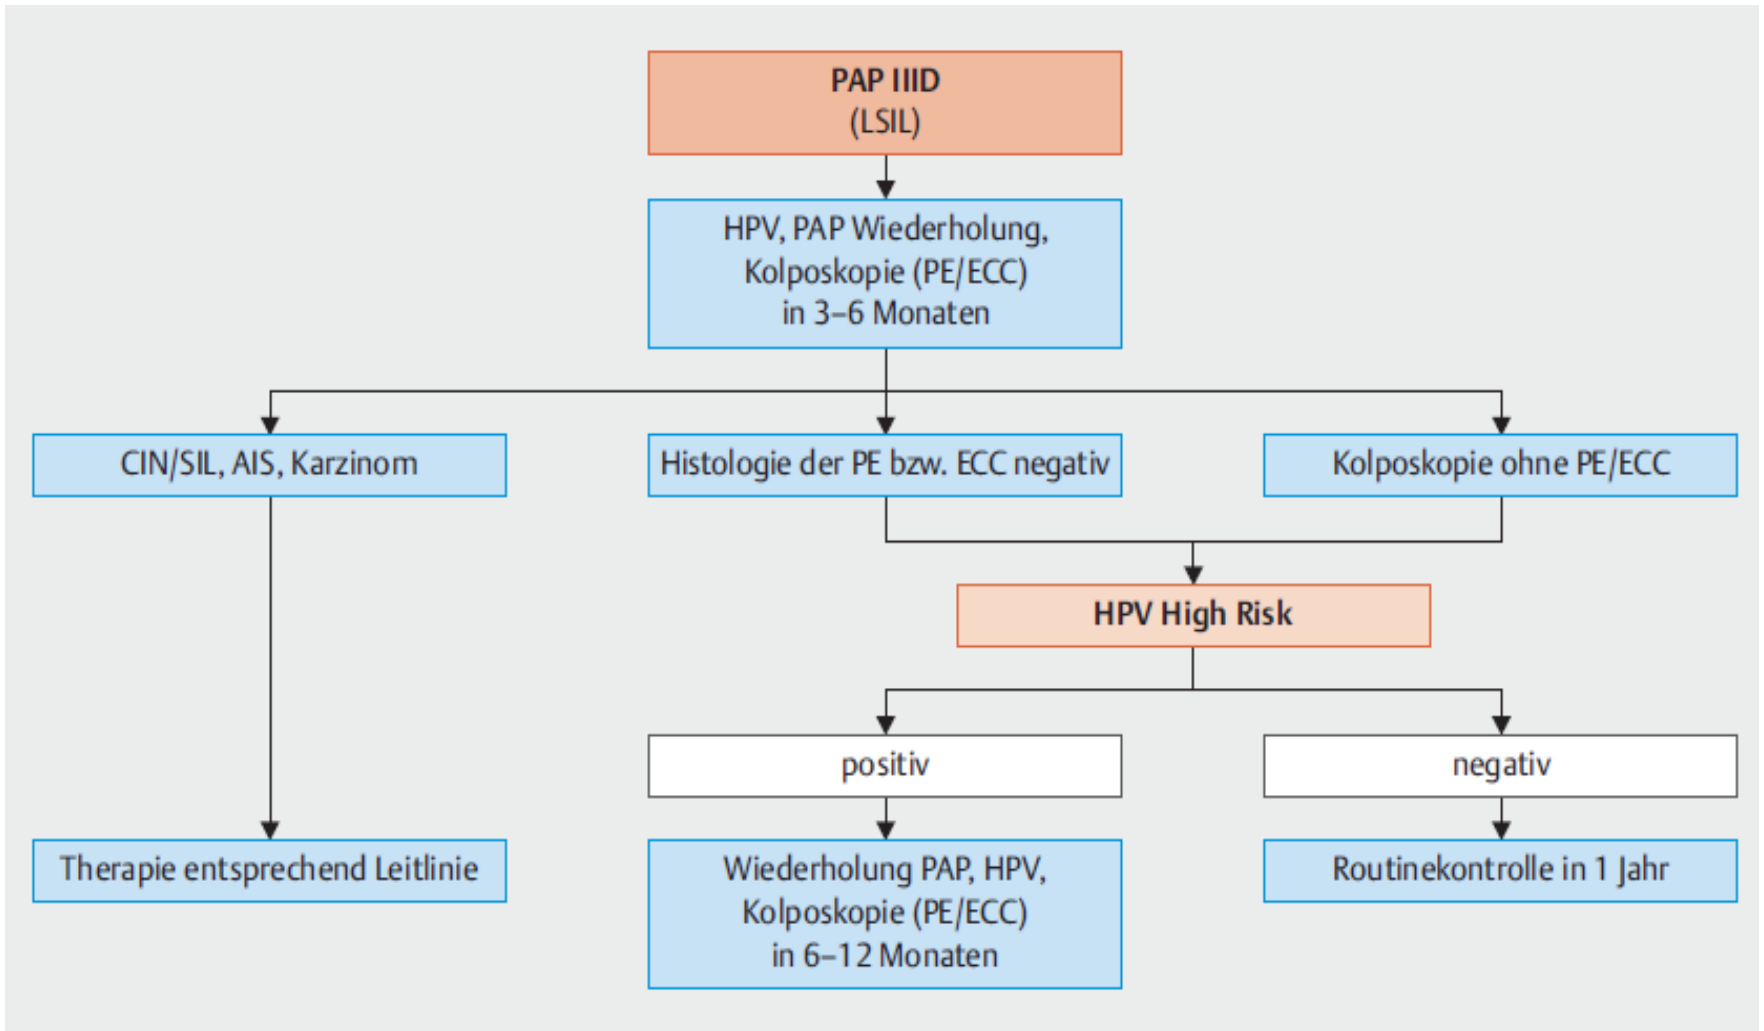 PAP IIID
(LSIL)
HPV, PAP Wiederholung,
Kolposkopie (PE/ECC)
in 3–6 Monaten
CIN/SIL, AIS, Karzinom
Histologie der PE bzw. ECC negativ
Kolposkopie ohne PE/ECC
HPV High Risk
positiv
negativ
Therapie entsprechend Leitlinie
Wiederholung PAP, HPV,
Kolposkopie (PE/ECC)
in 6–12 Monaten
Routinekontrolle in 1 Jahr